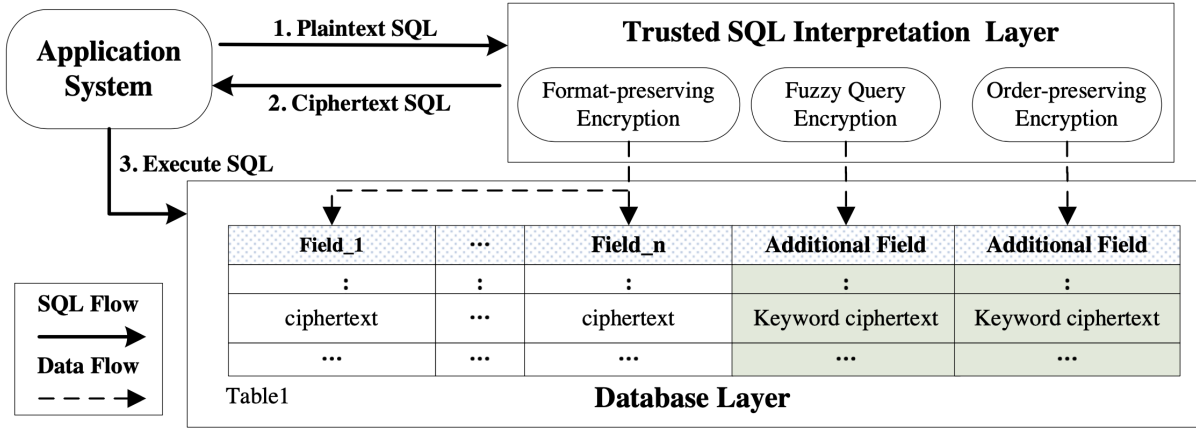 Application
System
1. Plaintext SQL
2. Ciphertext SQL
3. Execute SQL
Trusted SQL Interpretation Layer
Format-preserving
Encryption
Fuzzy Query
Encryption
Order-preserving
Encryption
Field_1 ... Field_n Additional Field Additional Field
: : : : :
ciphertext ... ciphertext Keyword ciphertext Keyword ciphertext
... ... ... ... ...
Table1
Database Layer
SQL Flow
Data Flow